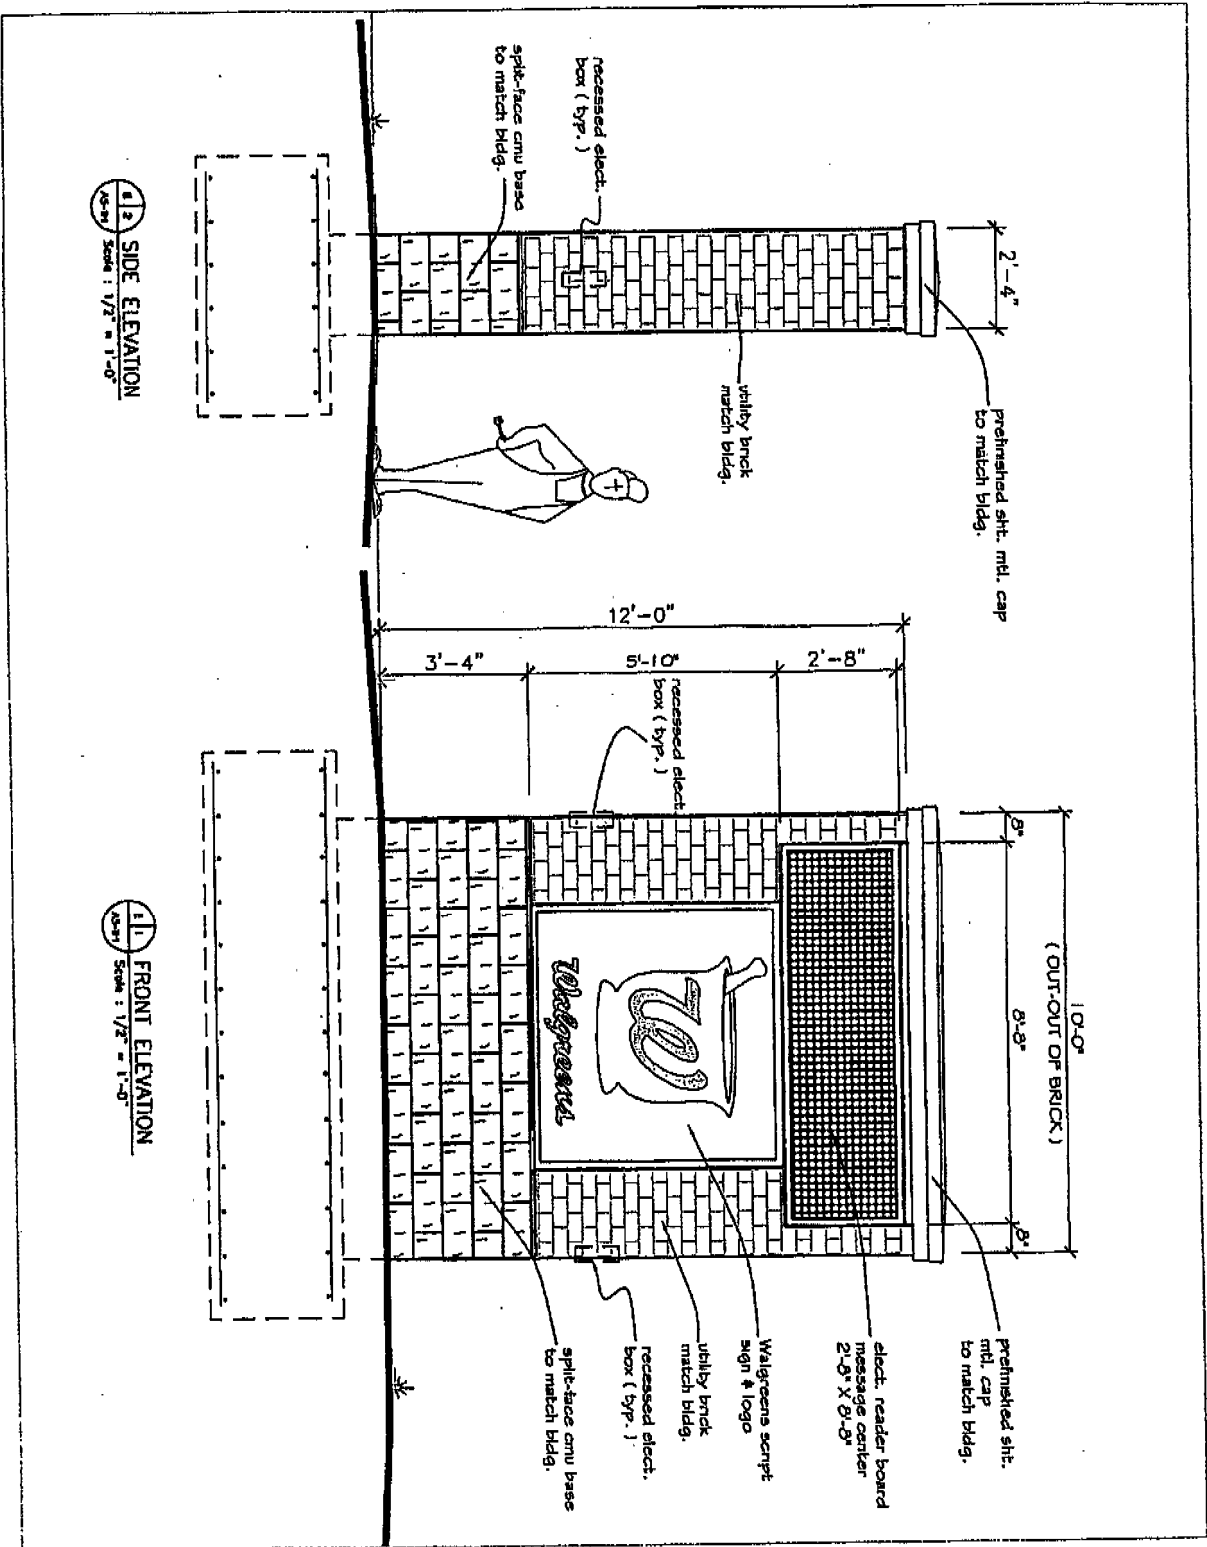 prefinished sht. mtl. cap
to match bldg.
2'-4"
utility brick
match bldg.
recessed elect.
box ( typ. )
split-face cmu base
to match bldg.
SIDE ELEVATION
Scale : 1/2" = 1'-0"
10'-0"
( OUT-OUT OF BRICK )
8"
8'-8"
8"
12'-0"
2'-8"
5'-10"
3'-4"
recessed elect.
box ( typ. )
Walgreens
prefinished sht.
mtl. cap
to match bldg.
elect. reader board
message center
2'-8" X 8'-8"
Walgreens script
sign & logo
utility brick
match bldg.
recessed elect.
box ( typ. )
split-face cmu base
to match bldg.
FRONT ELEVATION
Scale : 1/2" = 1'-0"